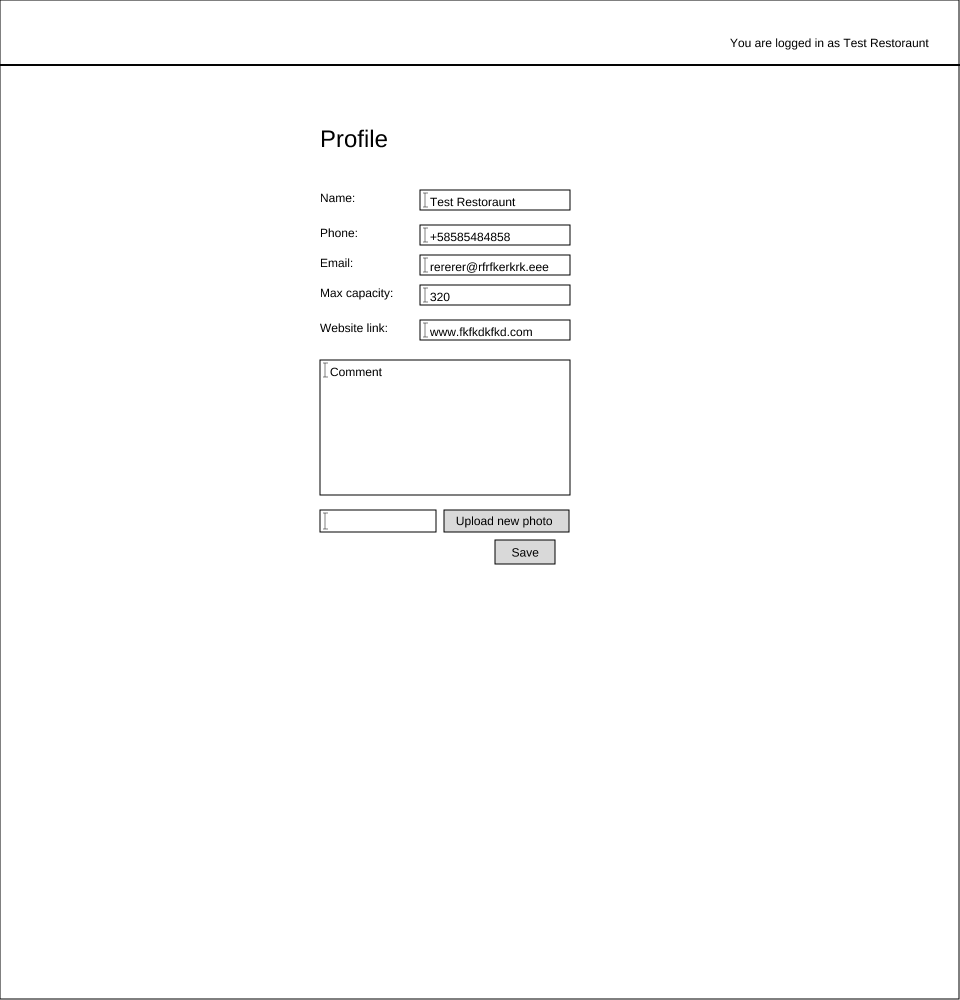 You are logged in as Test Restoraunt
Profile
Name: Test Restoraunt
Phone: +58585484858
Email: rererer@rfrfkerkrk.eee
Max capacity: 320
Website link: www.fkfkdkfkd.com
Comment
Upload new photo
Save